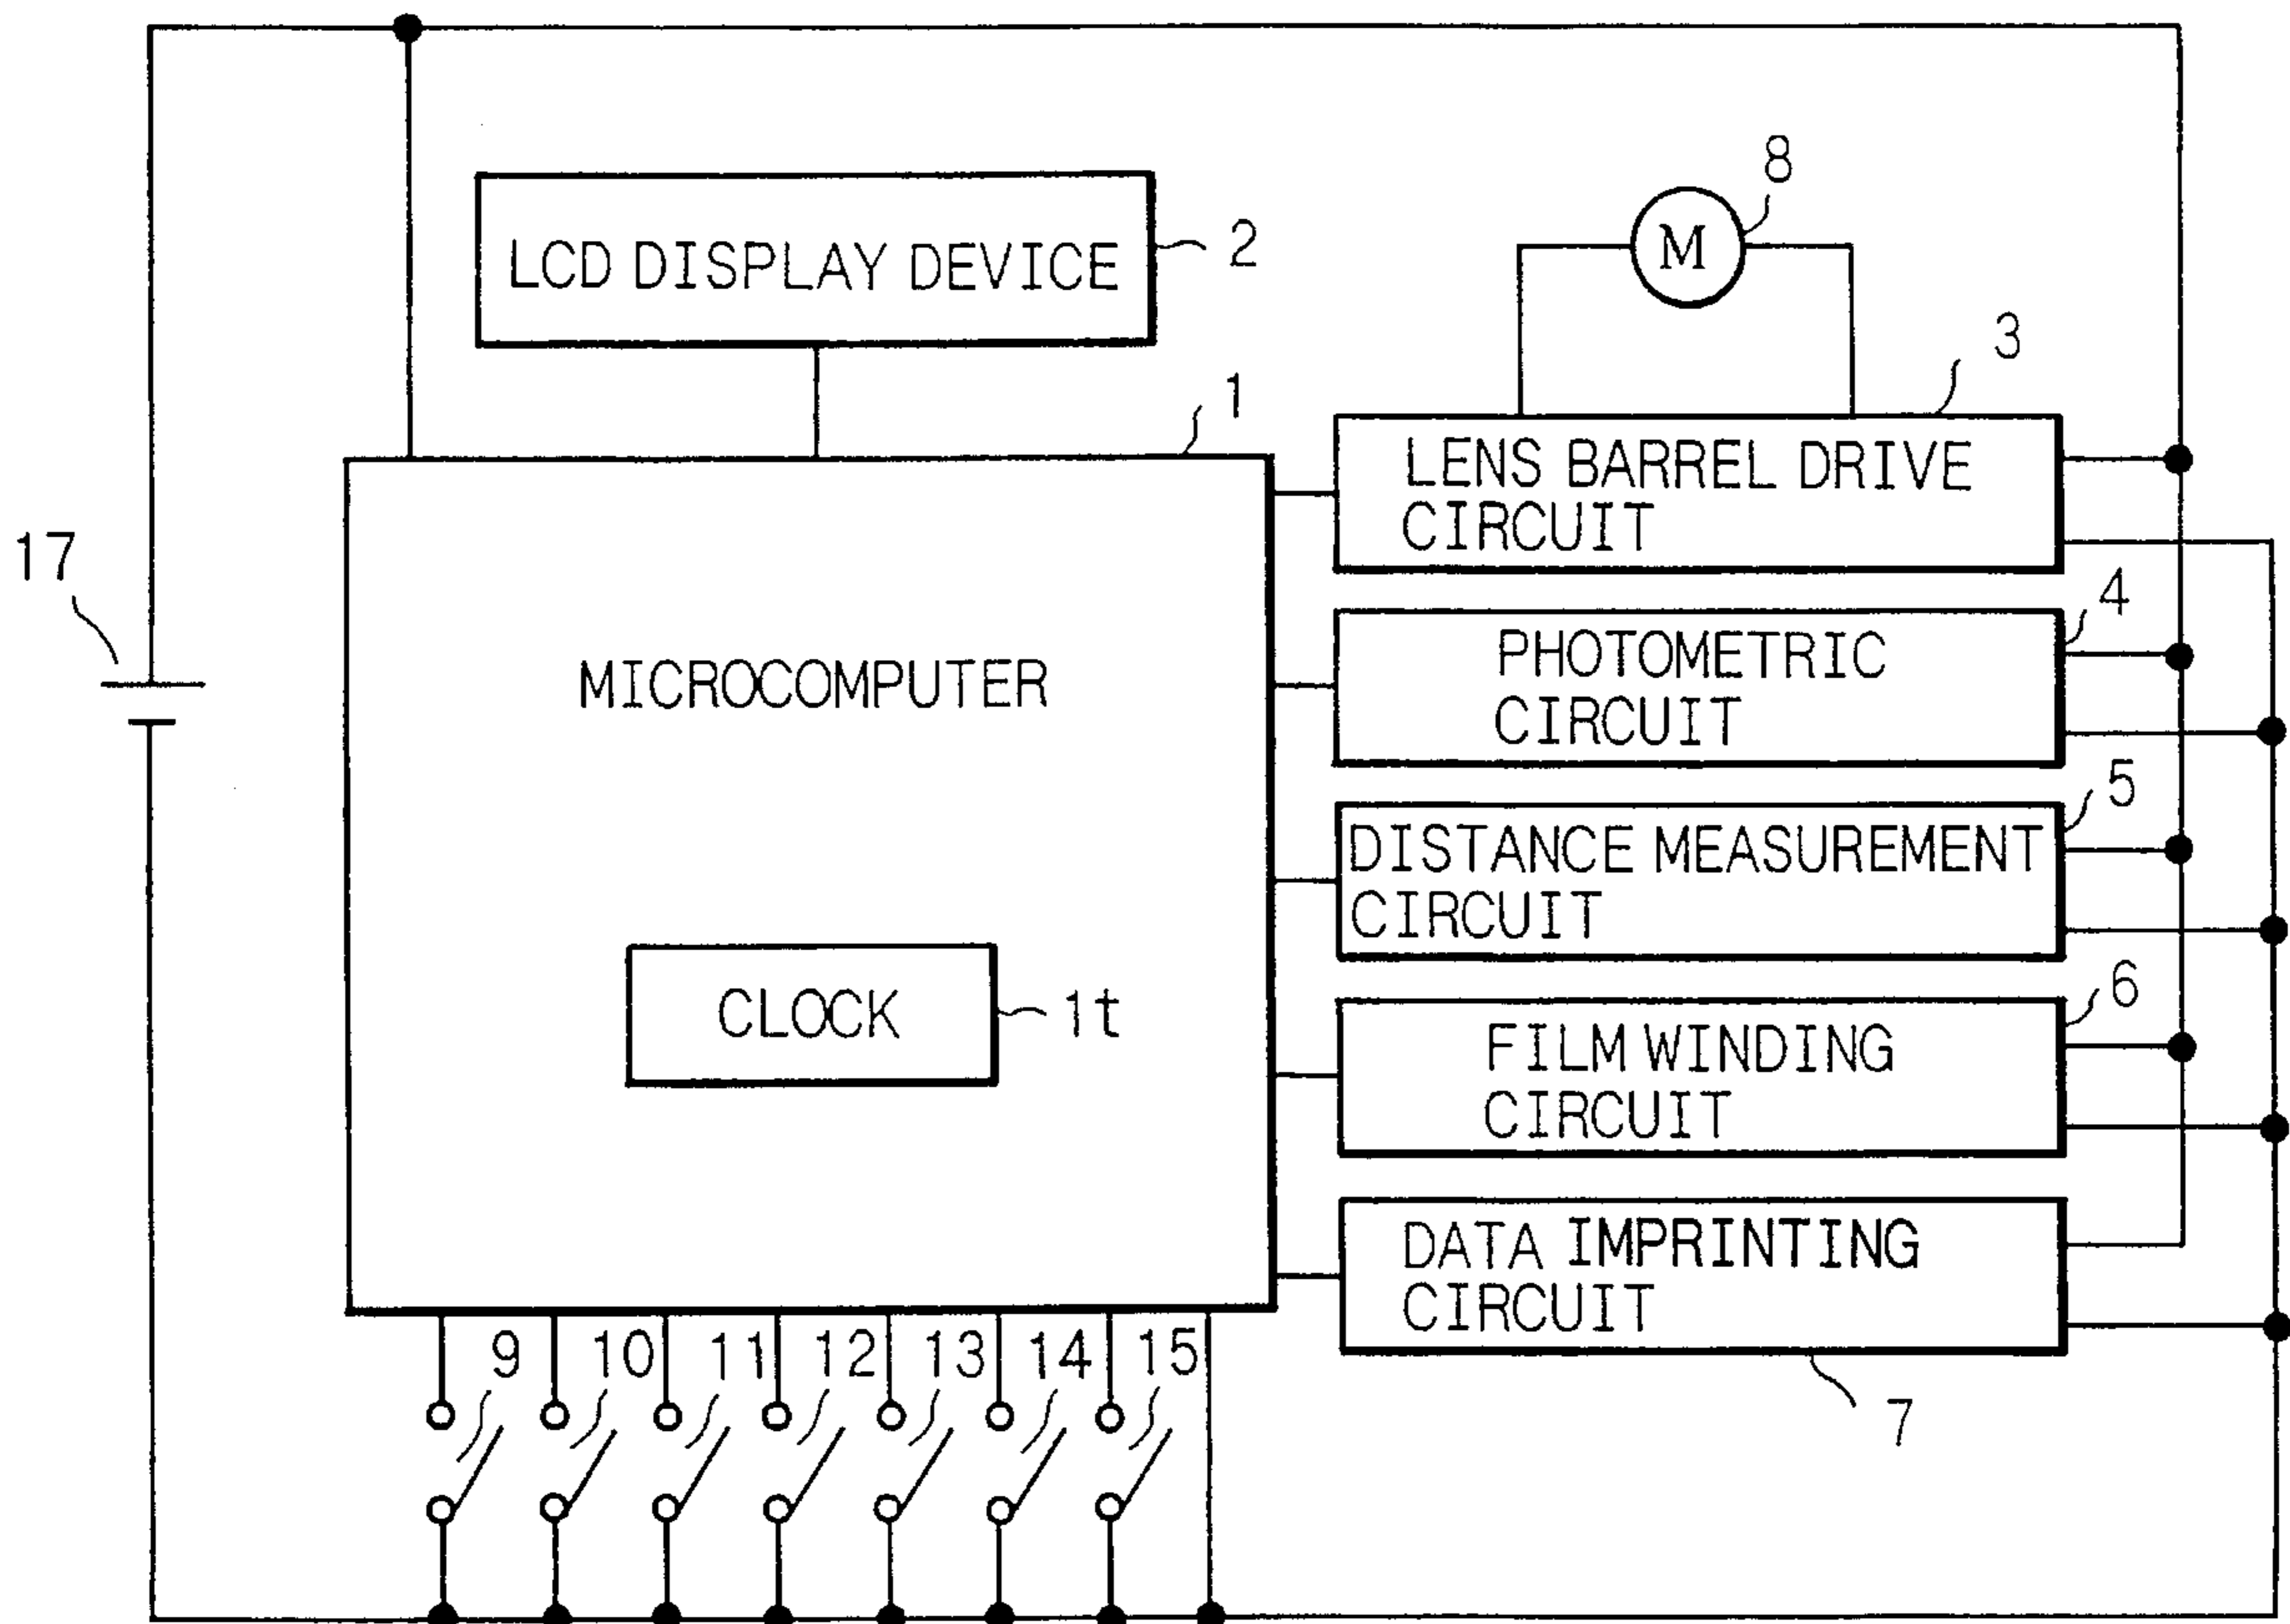 8
LCD DISPLAY DEVICE
2
M
3
1
LENS BARREL DRIVE
CIRCUIT
17
4
PHOTOMETRIC
CIRCUIT
MICROCOMPUTER
5
DISTANCE MEASUREMENT
CIRCUIT
CLOCK
1t
6
FILM WINDING
CIRCUIT
DATA IMPRINTING
CIRCUIT
9 10 11 12 13 14 15
7